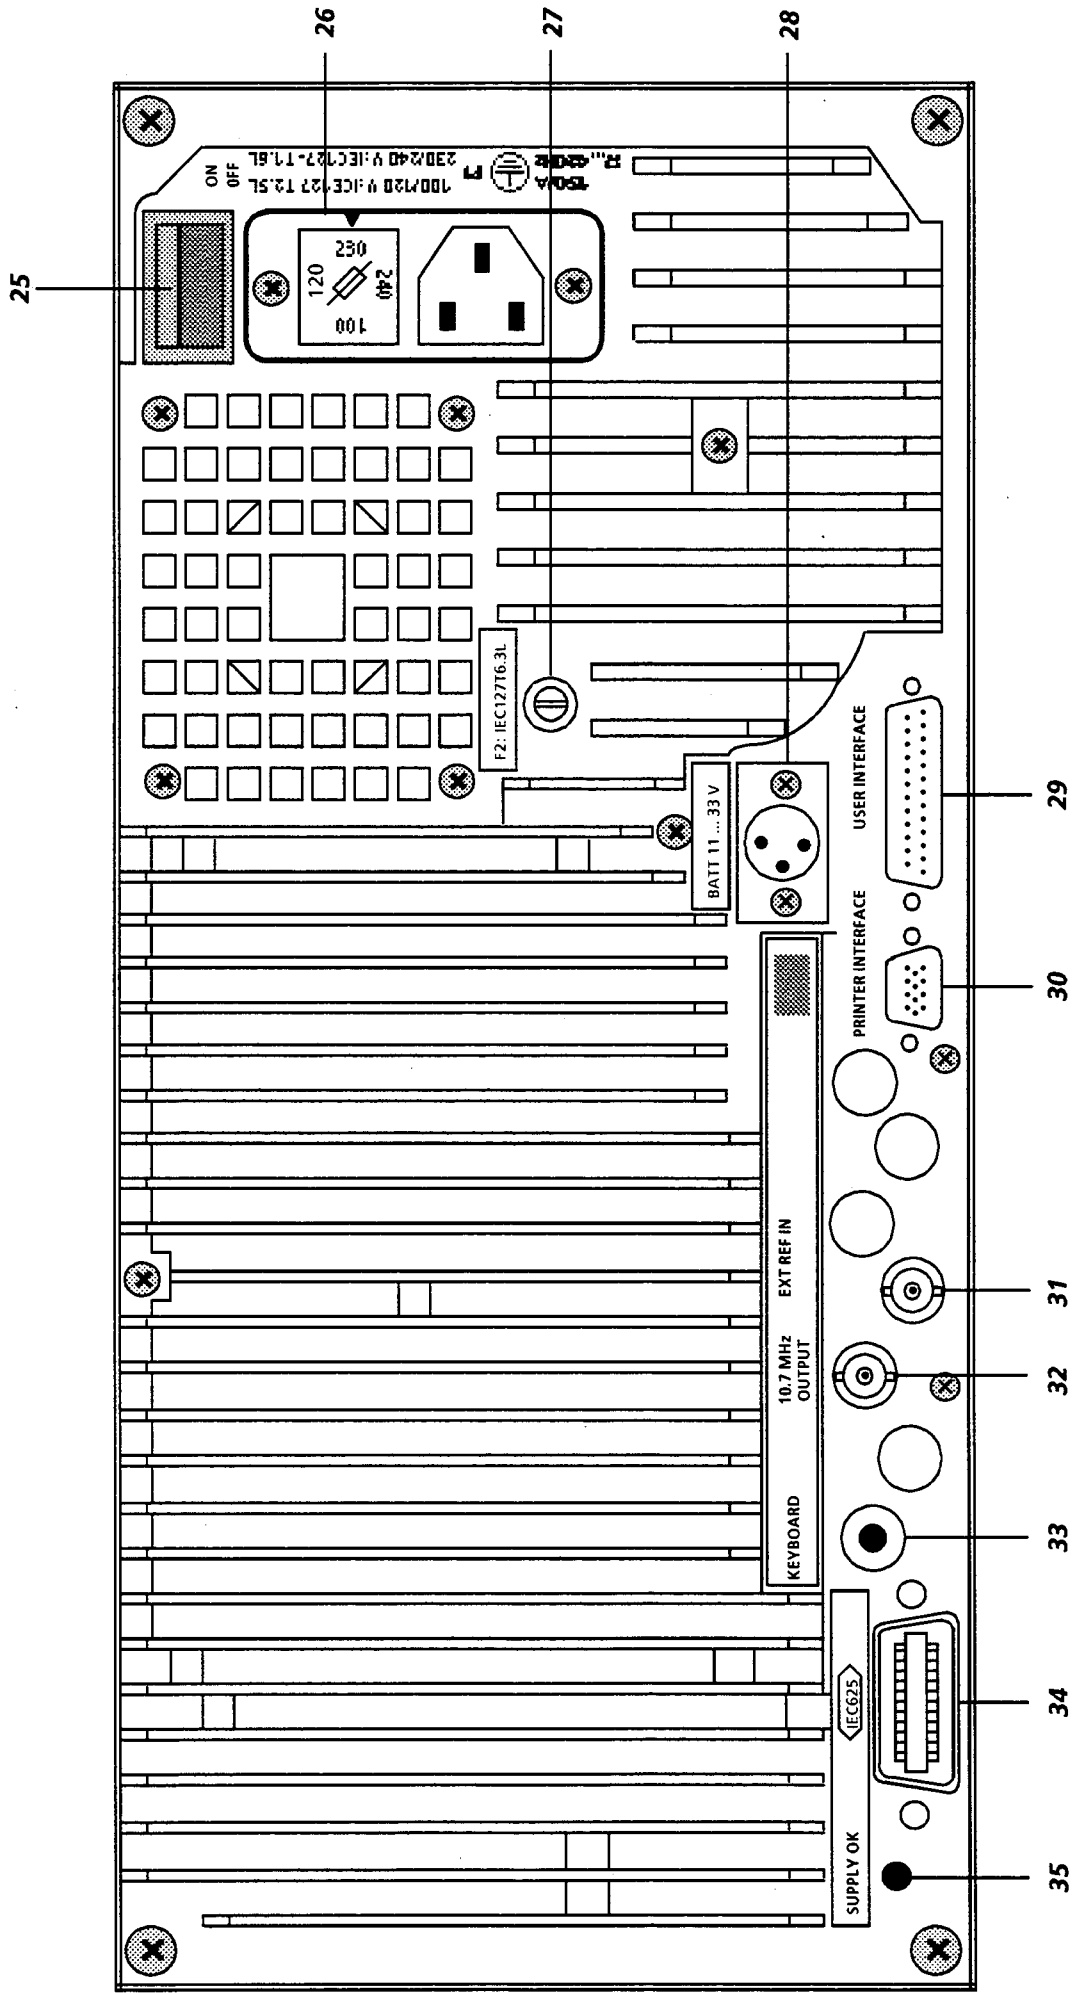 25
ON
OFF
100/120 V:ICE127 T2.5L
230/240 V:IEC127-T1.6L
F1
120
230
100
240
26
F2: IEC127T6.3L
27
BATT 11 ... 33 V
28
KEYBOARD
10.7 MHz
OUTPUT
EXT REF IN
SUPPLY OK
IEC625
PRINTER INTERFACE
USER INTERFACE
35
34
33
32
31
30
29